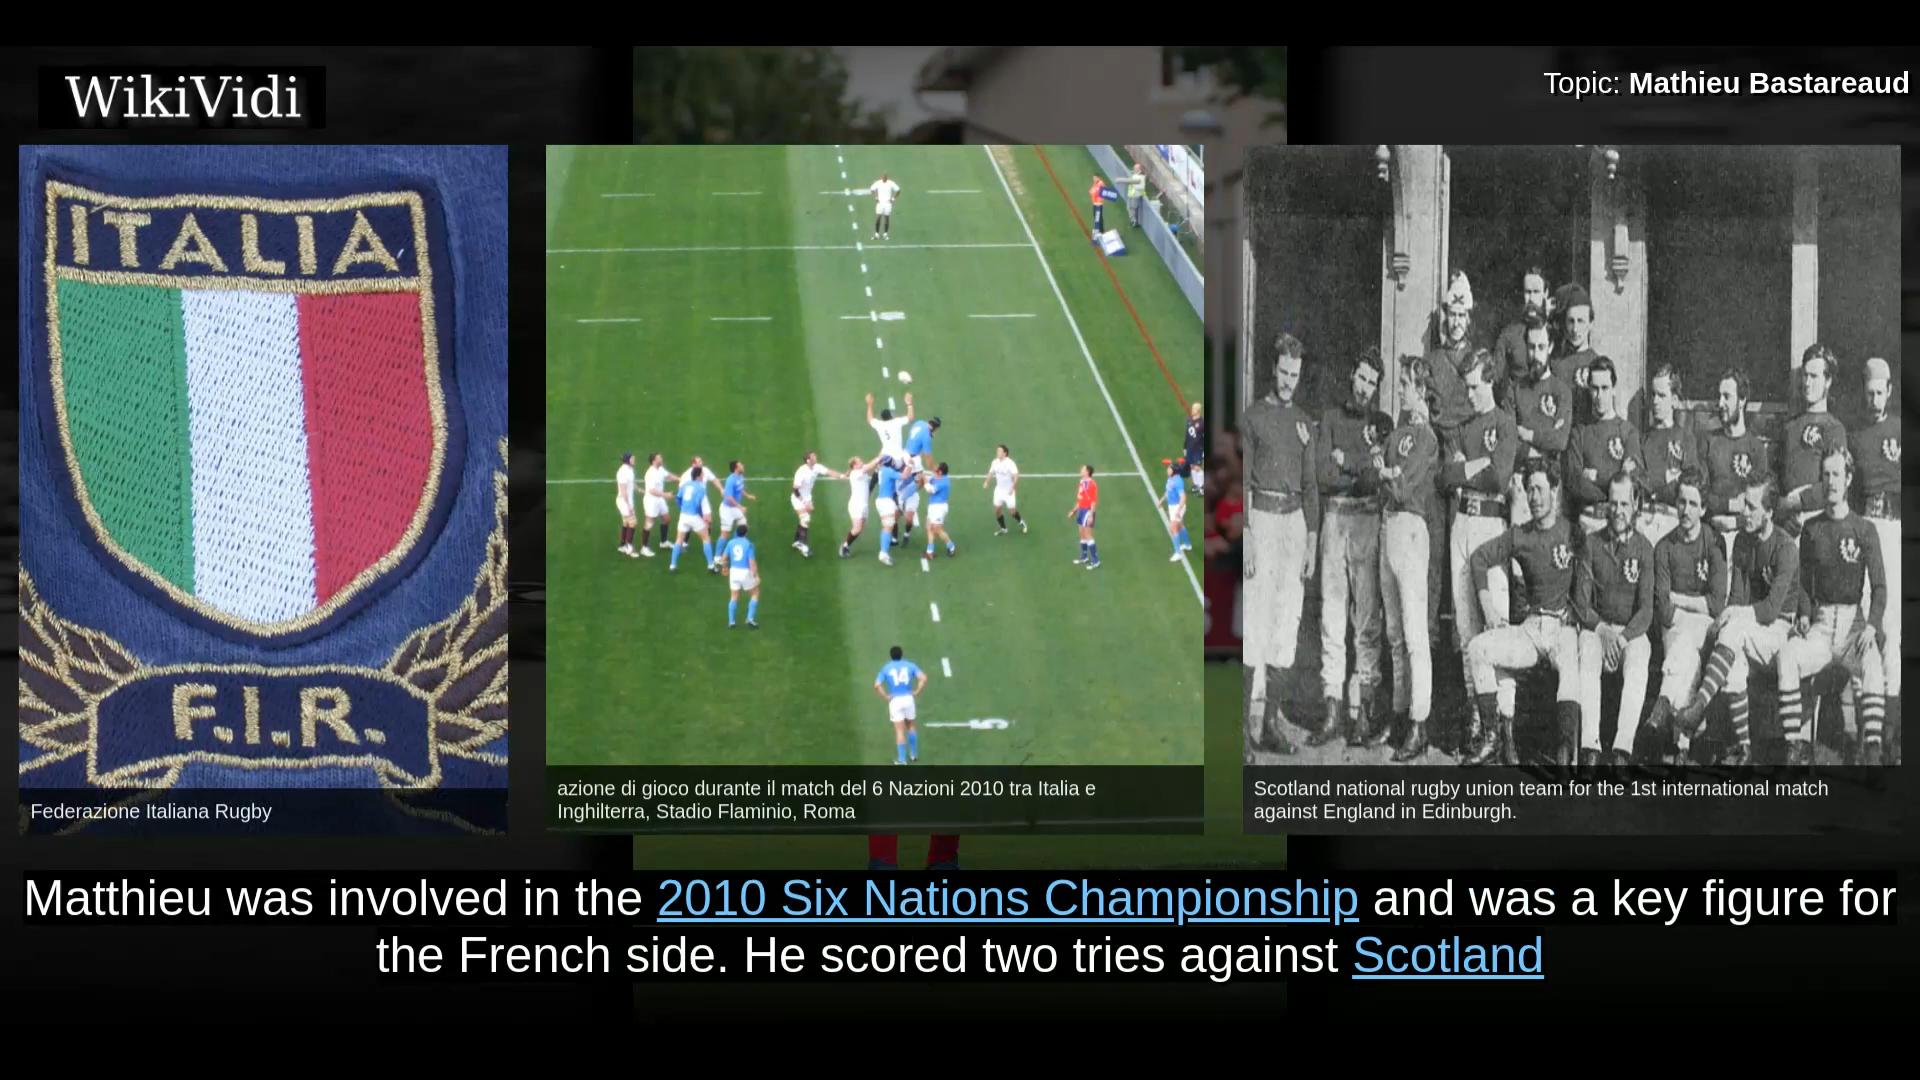 WikiVidi
Topic: Mathieu Bastareaud
ITALIA
F.I.R.
Federazione Italiana Rugby
9
14
5
azione di gioco durante il match del 6 Nazioni 2010 tra Italia e
Inghilterra, Stadio Flaminio, Roma
Scotland national rugby union team for the 1st international match
against England in Edinburgh.
Matthieu was involved in the 2010 Six Nations Championship and was a key figure for
the French side. He scored two tries against Scotland